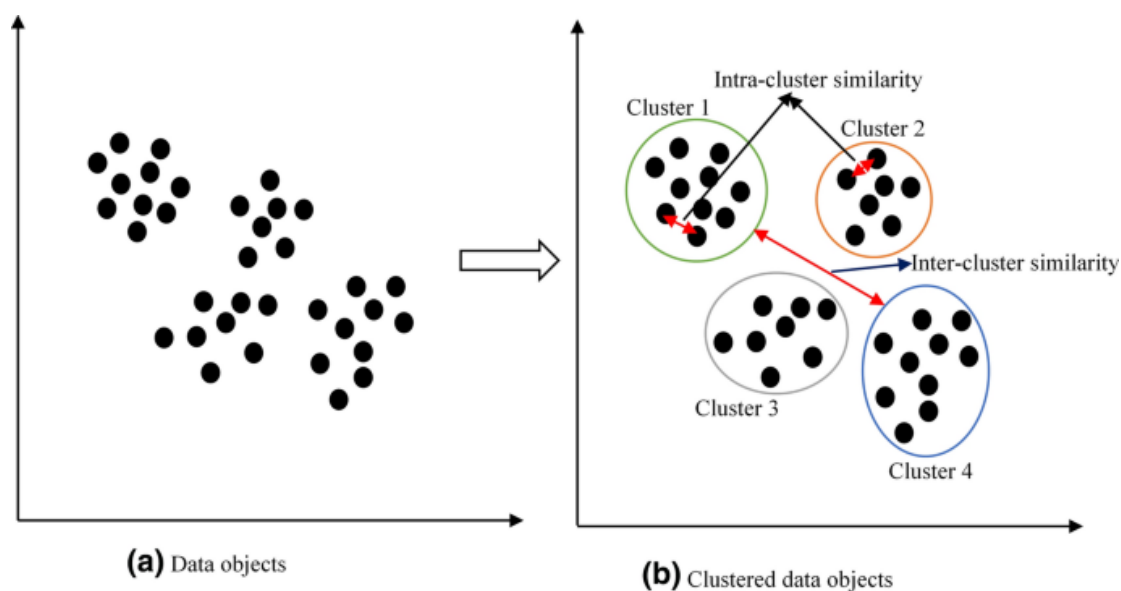 Intra-cluster similarity
Cluster 1
Cluster 2
Inter-cluster similarity
Cluster 3
Cluster 4
(a) Data objects
(b) Clustered data objects